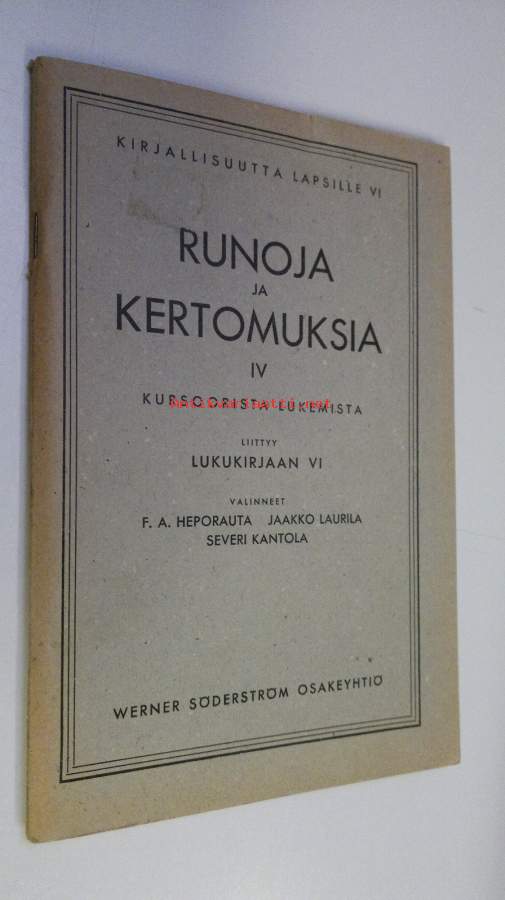 KIRJALLISUUTTA LAPSILLE VI
RUNOJA
JA
KERTOMUKSIA
IV
KURSOORISTA LUKEMISTA
LIITTYY
LUKUKIRJAAN VI
VALINNEET
F. A. HEPORAUTA JAAKKO LAURILA
SEVERI KANTOLA
WERNER SÖDERSTRÖM OSAKEYHTIÖ